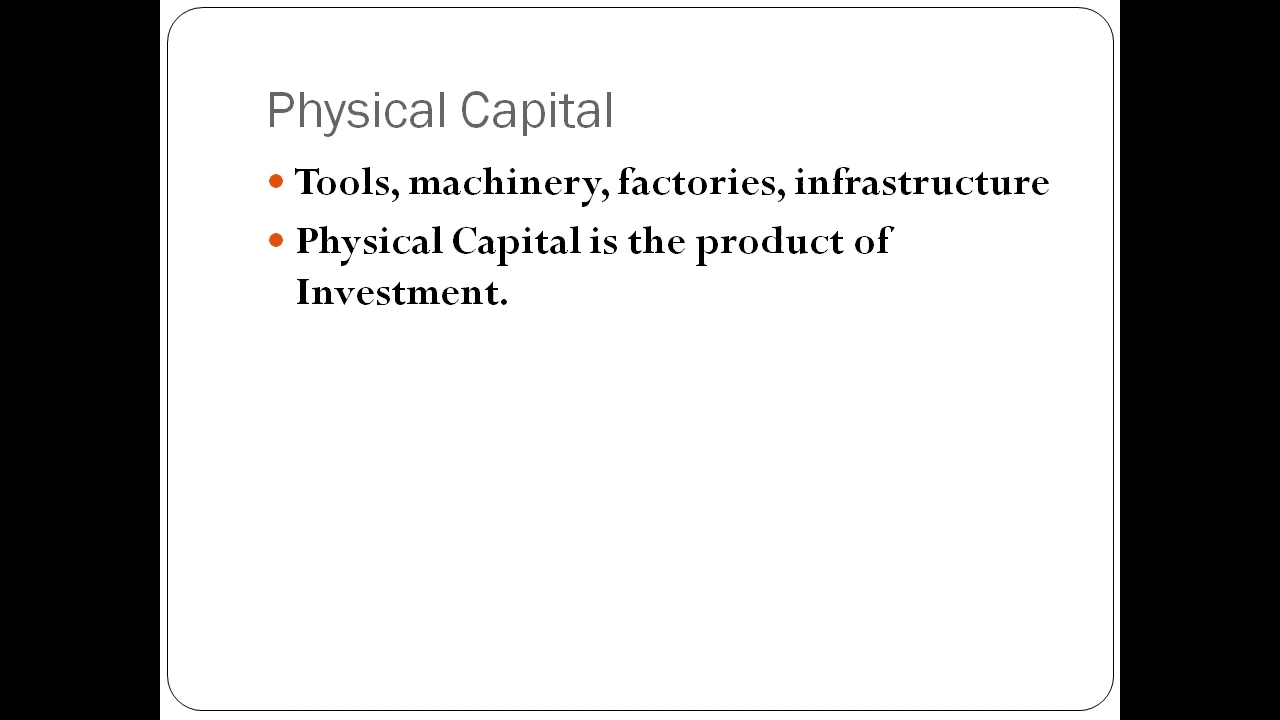 Physical Capital
• Tools, machinery, factories, infrastructure
• Physical Capital is the product of
Investment.